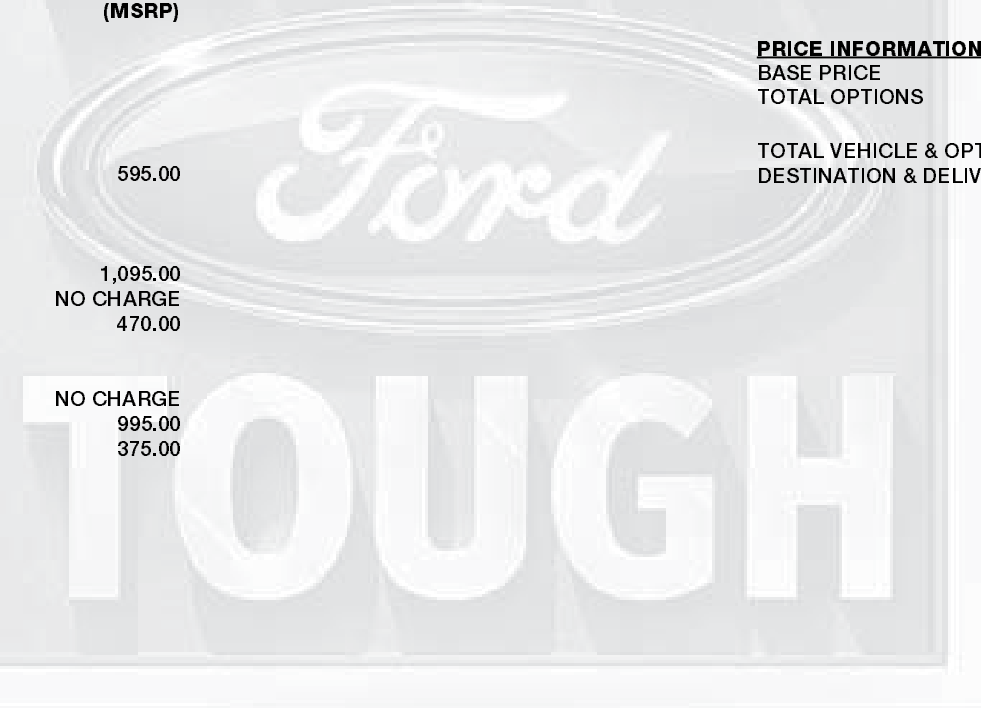 (MSRP)
595.00
1,095.00
NO CHARGE
470.00
NO CHARGE
995.00
375.00
PRICE INFORMATION
BASE PRICE
TOTAL OPTIONS
TOTAL VEHICLE & OPT
DESTINATION & DELIV
Ford
TOUGH